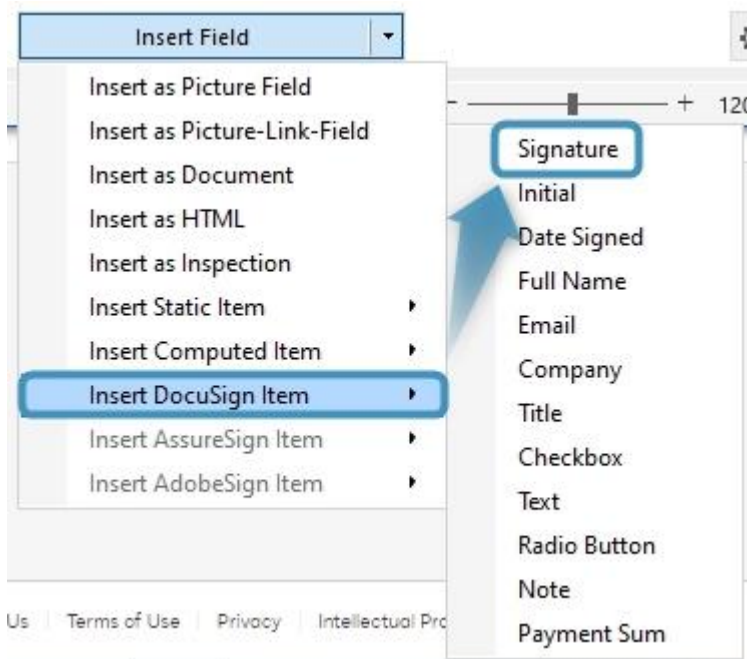 Insert Field
Insert as Picture Field
Insert as Picture-Link-Field
Insert as Document
Insert as HTML
Insert as Inspection
Insert Static Item
Insert Computed Item
Insert DocuSign Item
Insert AssureSign Item
Insert AdobeSign Item
- + 120
Signature
Initial
Date Signed
Full Name
Email
Company
Title
Checkbox
Text
Radio Button
Note
Payment Sum
Us Terms of Use Privacy Intellectual Pro